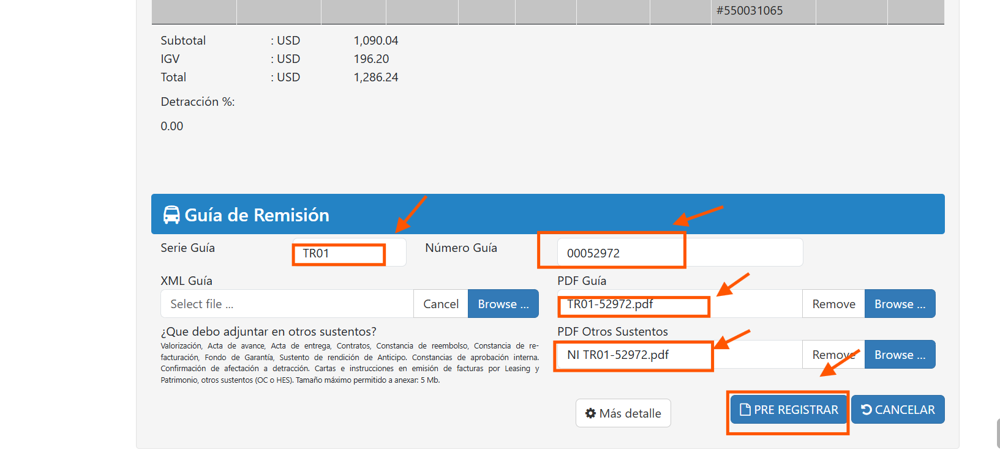 #550031065
Subtotal : USD 1,090.04
IGV : USD 196.20
Total : USD 1,286.24
Detracción %:
0.00
Guía de Remisión
Serie Guía TR01 Número Guía 00052972
XML Guía PDF Guía
Select file ... Cancel Browse ... TR01-52972.pdf Remove Browse ...
¿Que debo adjuntar en otros sustentos? PDF Otros Sustentos
Valorización, Acta de avance, Acta de entrega, Contratos, Constancia de reembolso, Constancia de re-
facturación, Fondo de Garantía, Sustento de rendición de Anticipo. Constancias de aprobación interna.
Confirmación de afectación a detracción. Cartas e instrucciones en emisión de facturas por Leasing y
Patrimonio, otros sustentos (OC o HES). Tamaño máximo permitido a anexar: 5 Mb.
NI TR01-52972.pdf Remove Browse ...
Más detalle PRE REGISTRAR CANCELAR